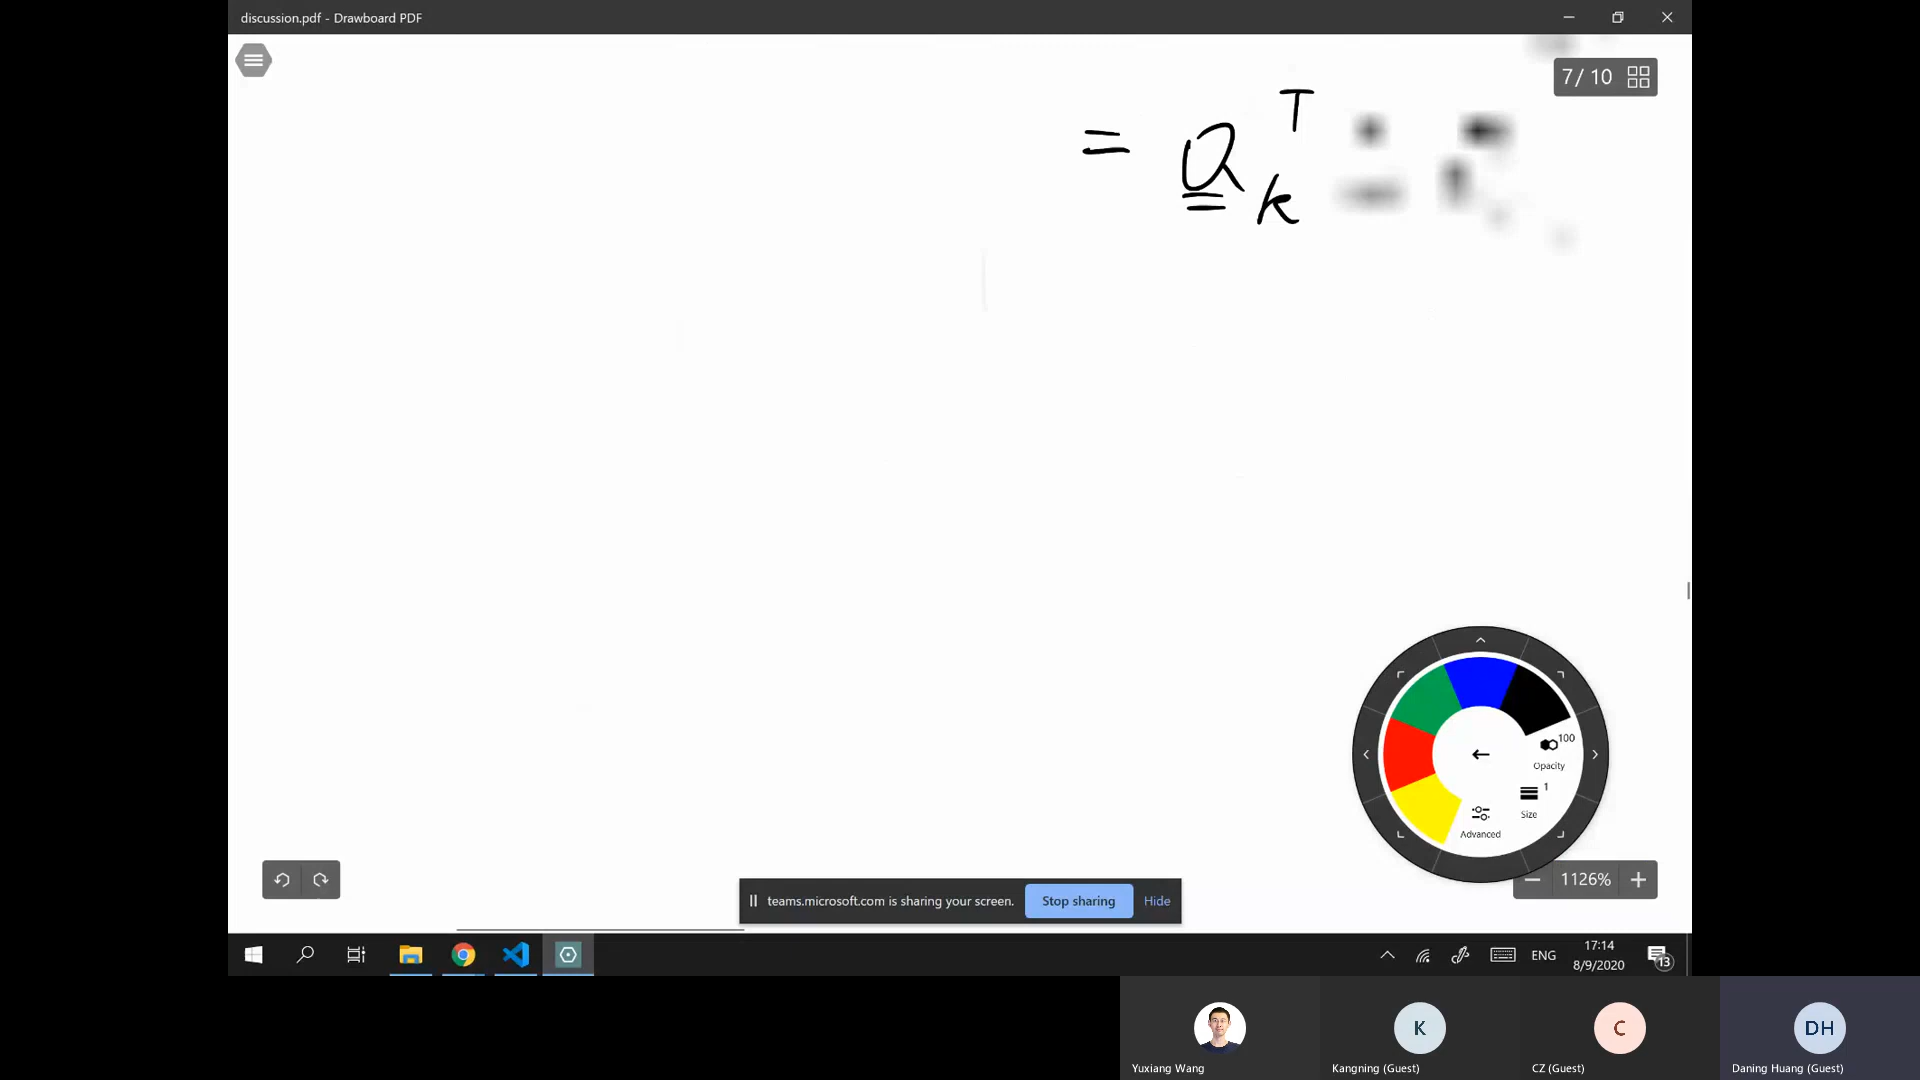 discussion.pdf - Drawboard PDF
7/ 10
= Q_k^T
100
Opacity
1
Size
Advanced
1126%
teams.microsoft.com is sharing your screen.
Stop sharing
Hide
ENG
17:14
8/9/2020
13
K
C
DH
Yuxiang Wang
Kangning (Guest)
CZ (Guest)
Daning Huang (Guest)